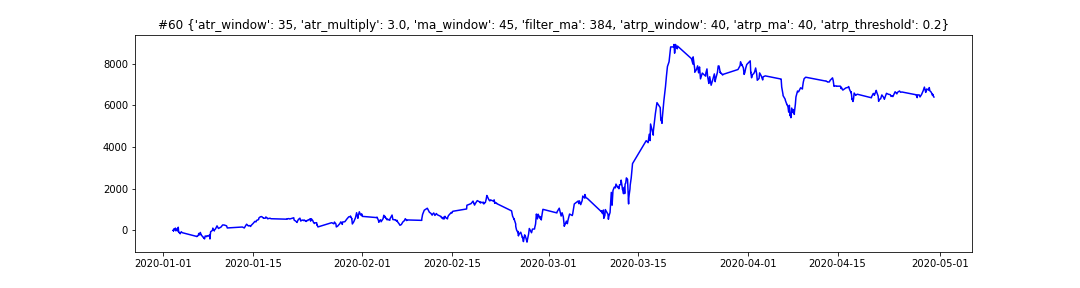 #60 {'atr_window': 35, 'atr_multiply': 3.0, 'ma_window': 45, 'filter_ma': 384, 'atrp_window': 40, 'atrp_ma': 40, 'atrp_threshold': 0.2}
8000
6000
4000
2000
0
2020-01-01 2020-01-15 2020-02-01 2020-02-15 2020-03-01 2020-03-15 2020-04-01 2020-04-15 2020-05-01